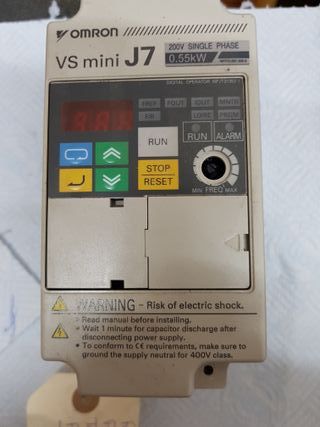 OMRON
VS mini J7
200V SINGLE PHASE
0.55kW
DIGITAL OPERATOR
FREF FOUT IOUT MNTR
F/R LO/RE PRGM
RUN ALARM
RUN
STOP
RESET
MIN FREQ MAX
WARNING - Risk of electric shock.
Read manual before installing.
Wait 1 minute for capacitor discharge after
disconnecting power supply.
To conform to CE requirements, make sure to
ground the supply neutral for 400V class.